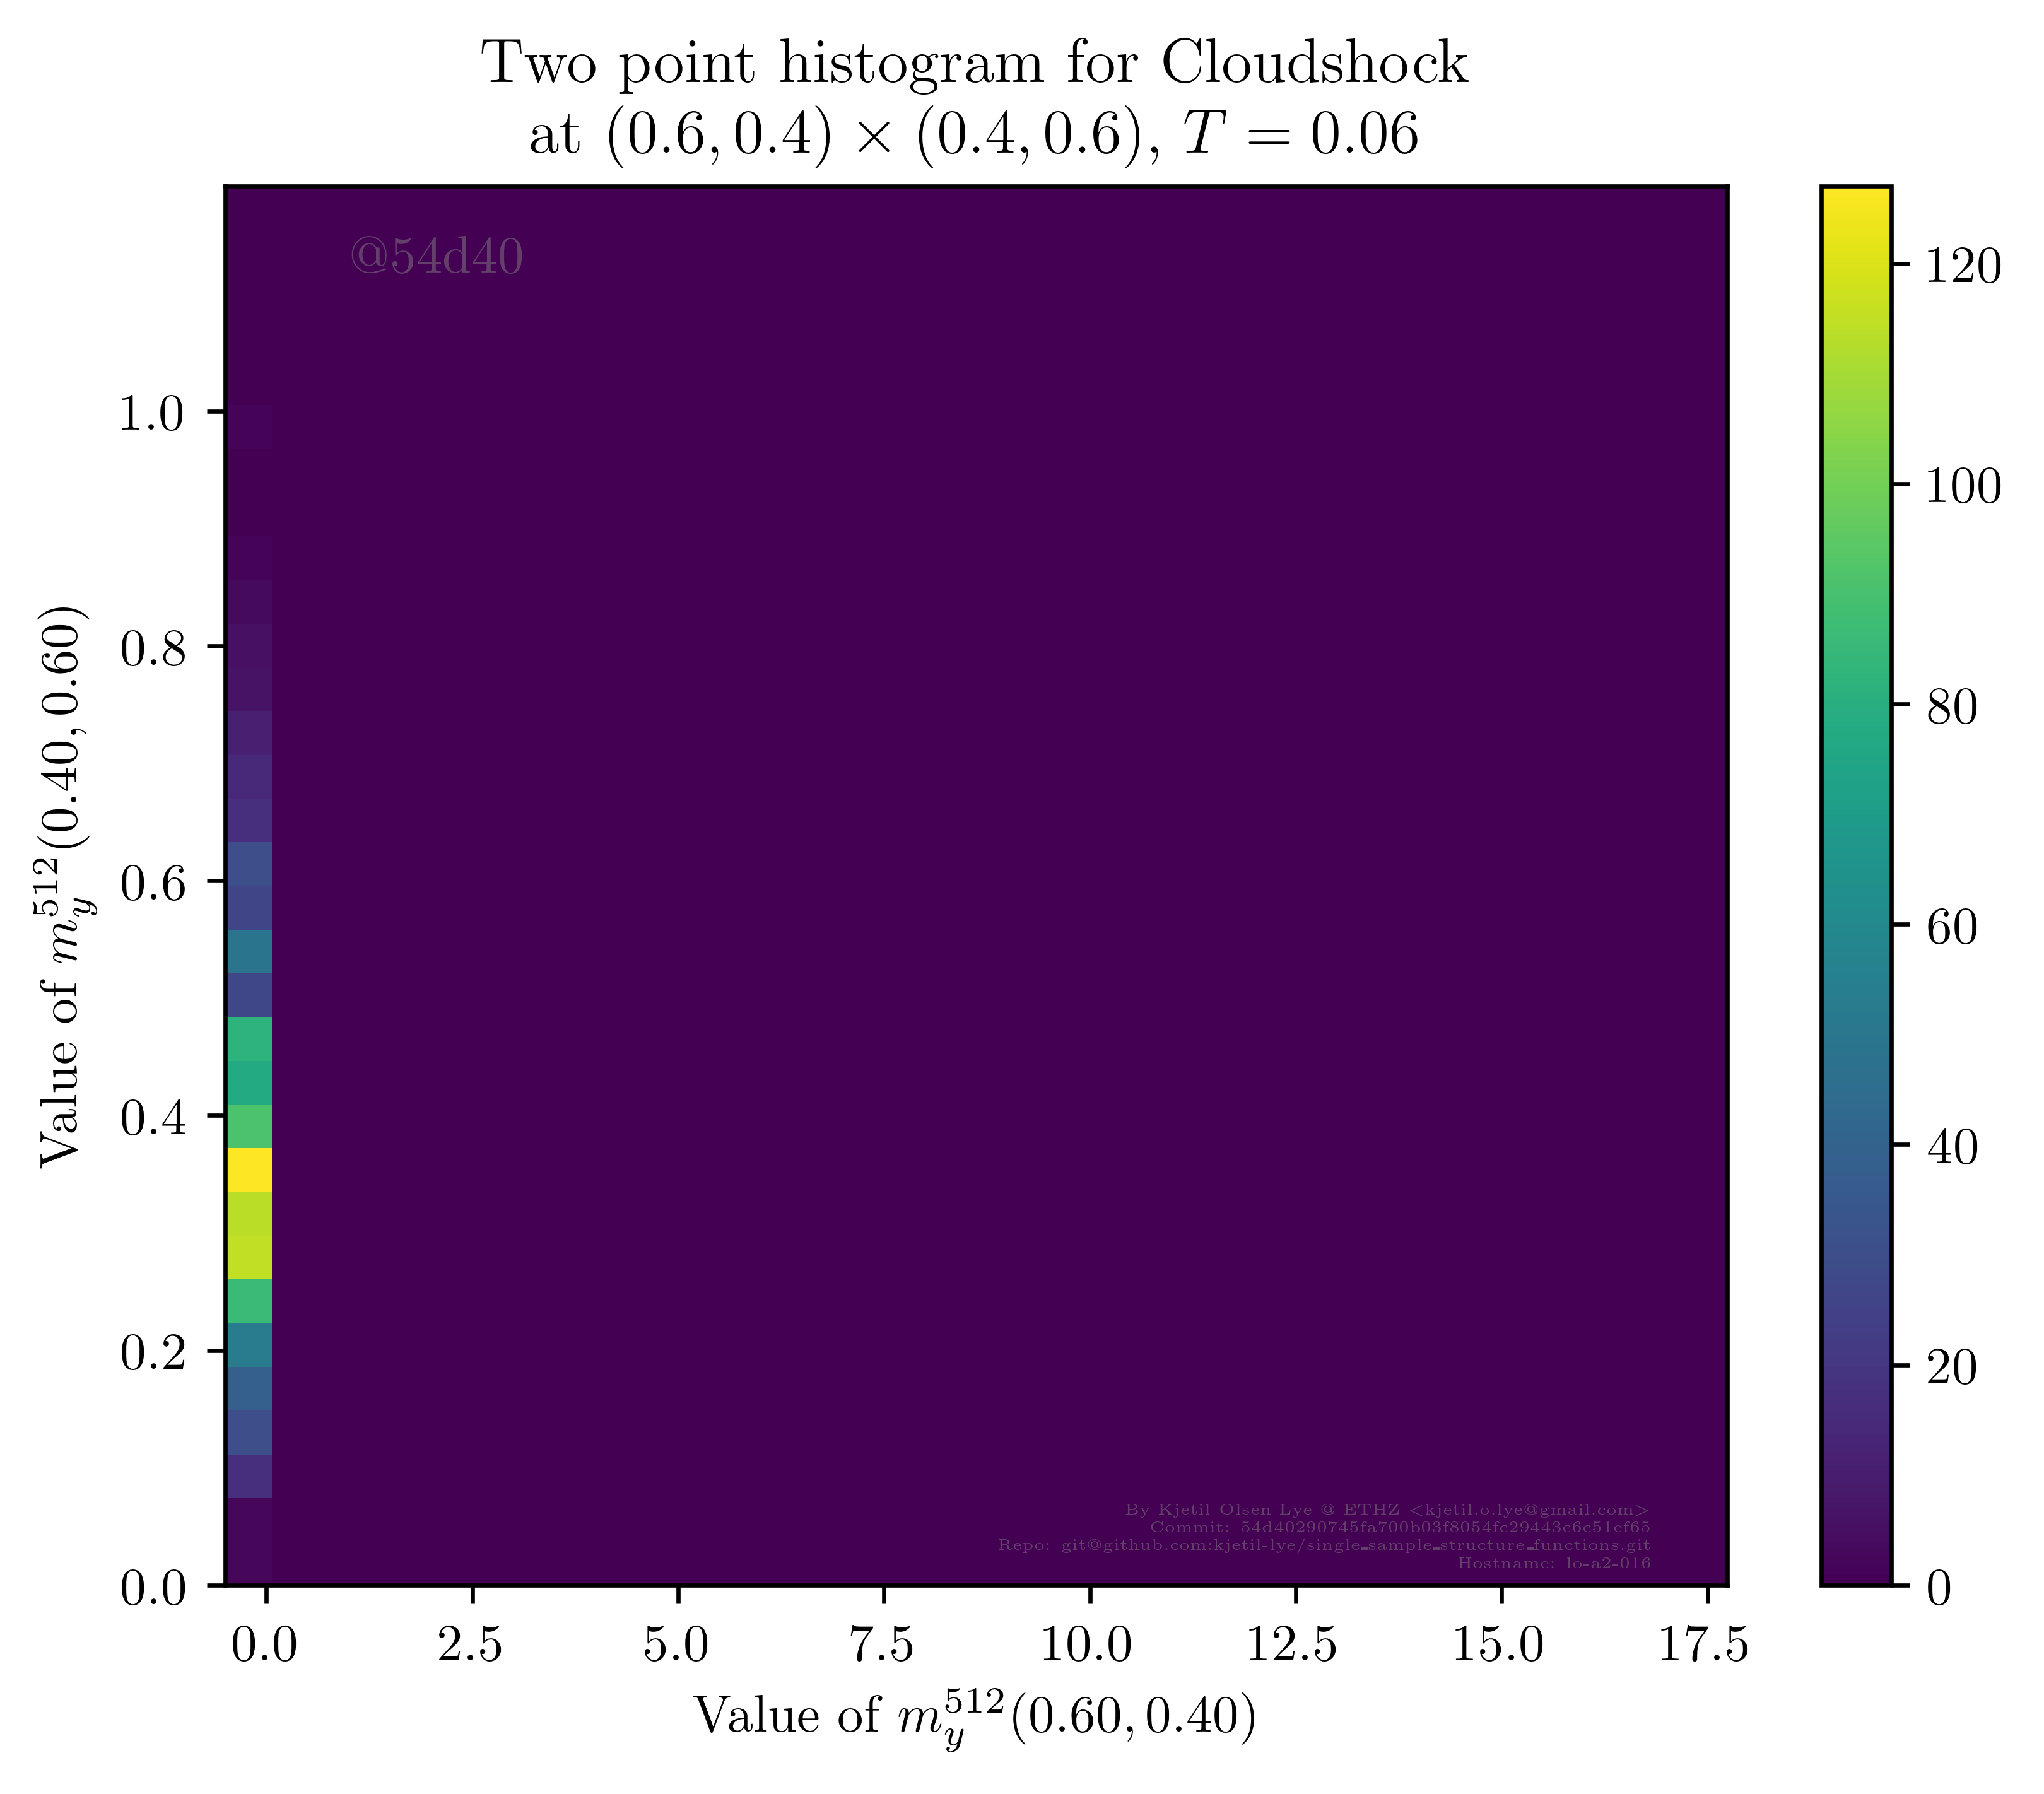 Two point histogram for Cloudshock
at (0.6, 0.4) × (0.4, 0.6), T = 0.06
©54d40
1.0
0.8
0.6
0.4
0.2
0.0
Value of m_y^512(0.40, 0.60)
120
100
80
60
40
20
0
By Kjetil Olsen Lye @ ETHZ <kjetil.o.lye@gmail.com>
Commit: 54d40290745fa700b03f8054fc29443c6c51ef65
Repo: git@github.com:kjetil-lye/single_sample_structure_functions.git
Hostname: lo-a2-016
0.0 2.5 5.0 7.5 10.0 12.5 15.0 17.5
Value of m_y^512(0.60, 0.40)